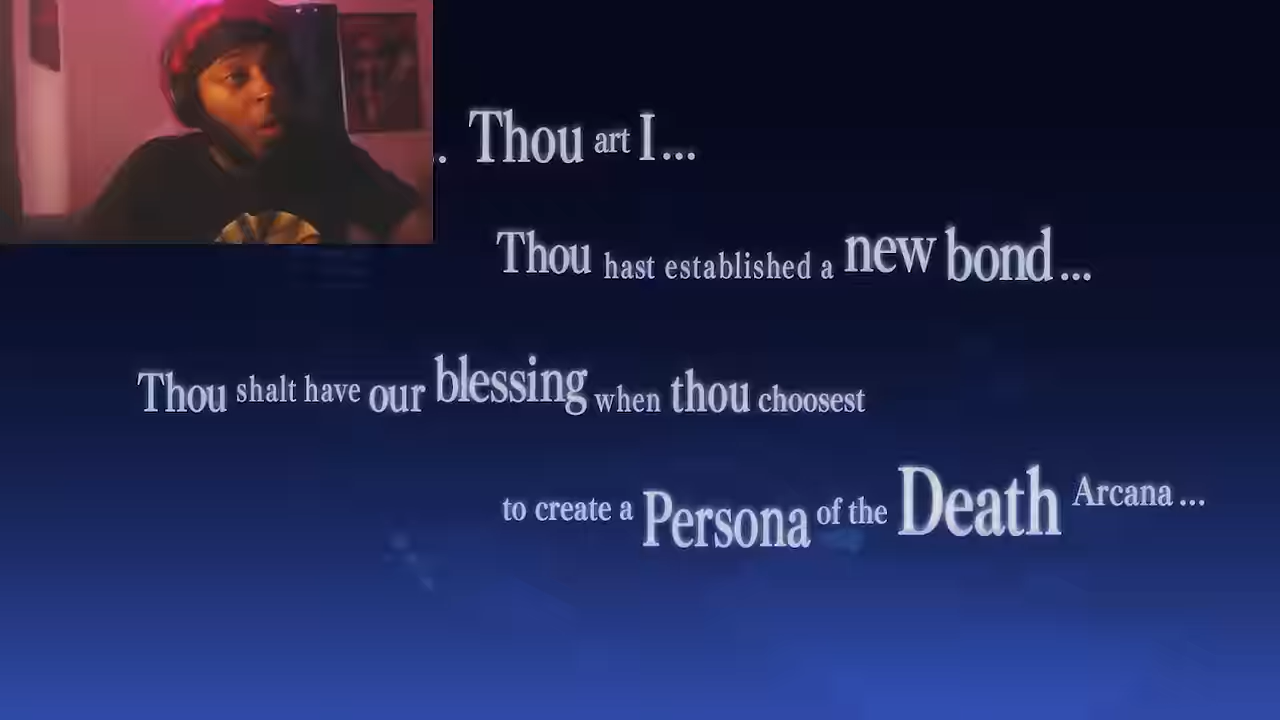 . Thou art I...
Thou hast established a new bond...
Thou shalt have our blessing when thou choosest
to create a Persona of the Death Arcana...